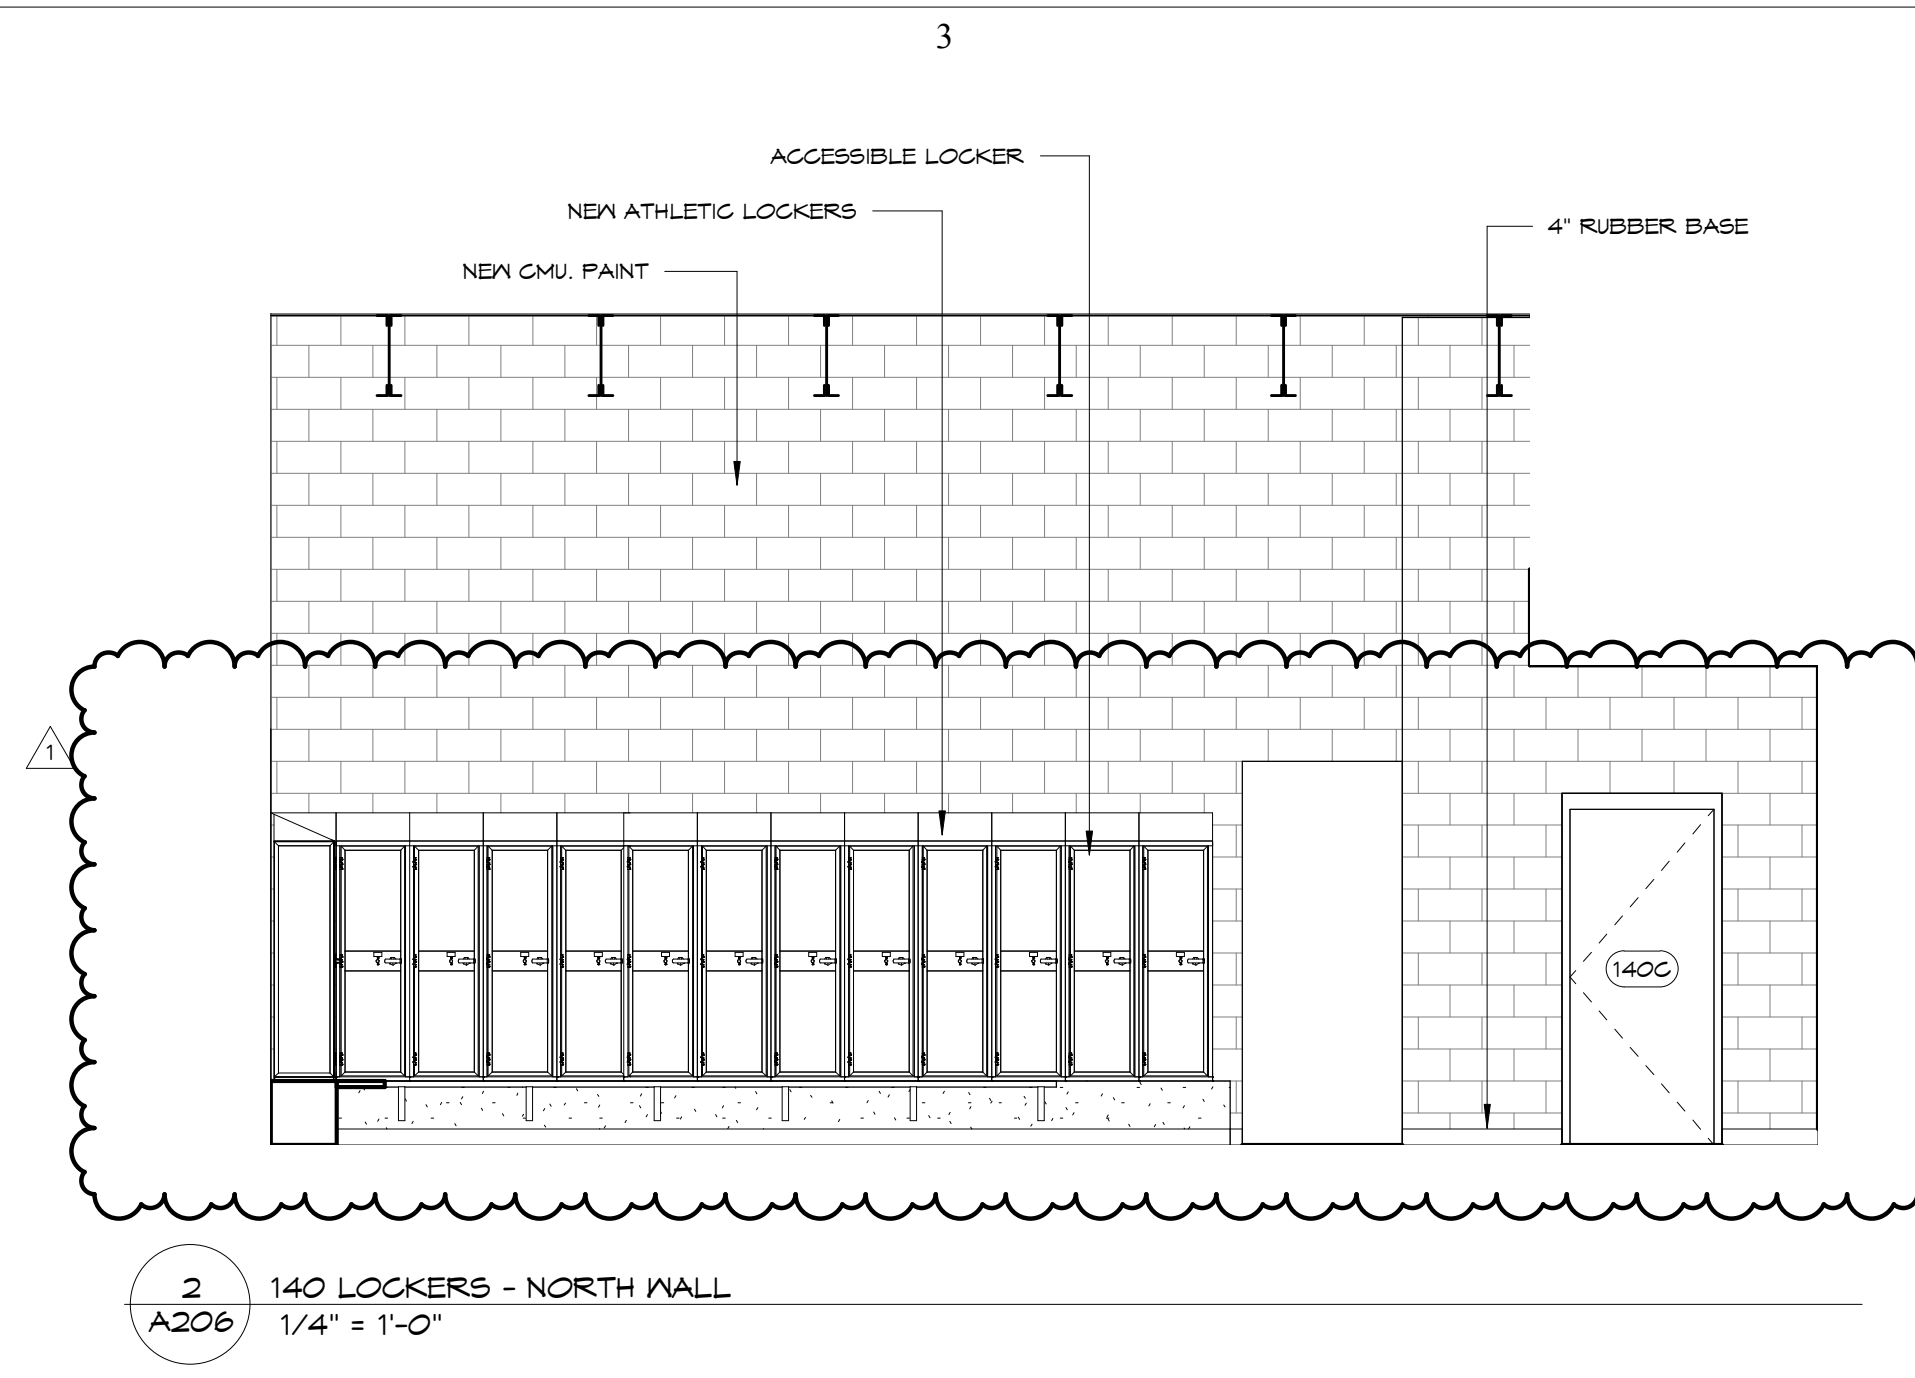 3
ACCESSIBLE LOCKER
NEW ATHLETIC LOCKERS
4" RUBBER BASE
NEW CMU. PAINT
1
140C
2
140 LOCKERS - NORTH WALL
A206
1/4" = 1'-0"